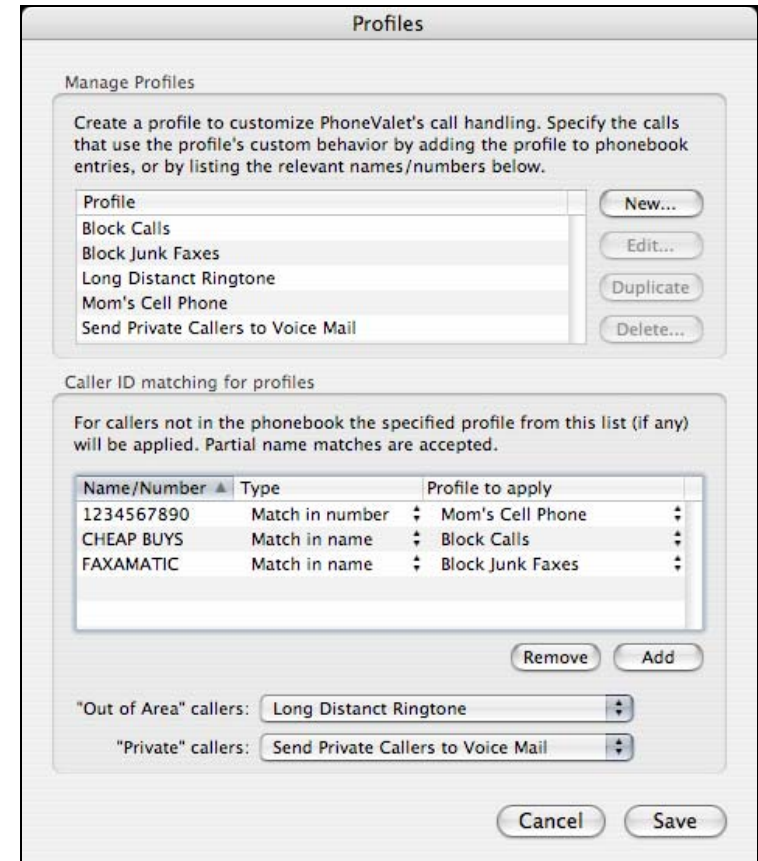 Profiles
Manage Profiles
Create a profile to customize PhoneValet's call handling. Specify the calls
that use the profile's custom behavior by adding the profile to phonebook
entries, or by listing the relevant names/numbers below.
Profile
New...
Block Calls
Block Junk Faxes
Edit...
Long Distanct Ringtone
Duplicate
Mom's Cell Phone
Send Private Callers to Voice Mail
Delete...
Caller ID matching for profiles
For callers not in the phonebook the specified profile from this list (if any)
will be applied. Partial name matches are accepted.
Name/Number Type Profile to apply
1234567890 Match in number Mom's Cell Phone
CHEAP BUYS Match in name Block Calls
FAXAMATIC Match in name Block Junk Faxes
Remove Add
"Out of Area" callers: Long Distanct Ringtone
"Private" callers: Send Private Callers to Voice Mail
Cancel Save